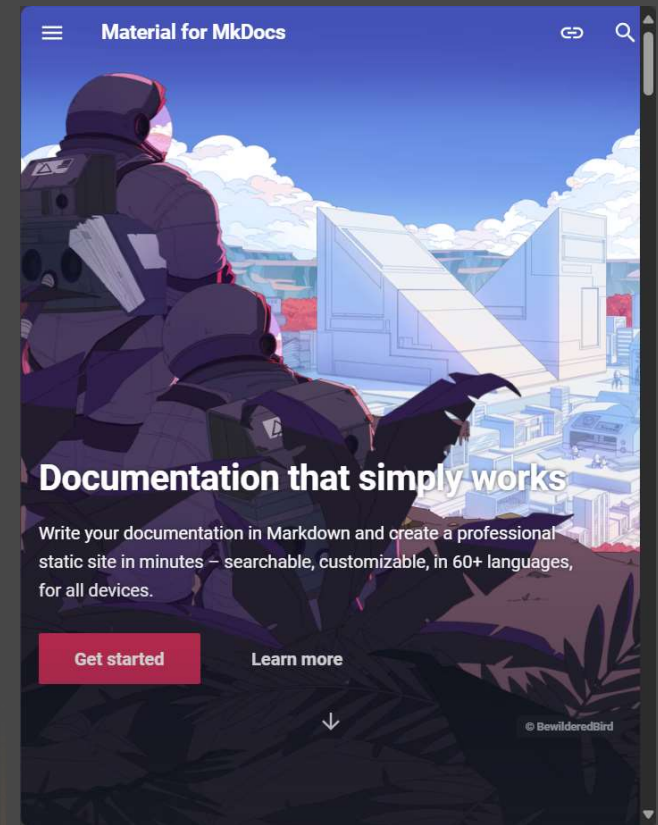 Material for MkDocs
Documentation that simply works
Write your documentation in Markdown and create a professional
static site in minutes – searchable, customizable, in 60+ languages,
for all devices.
Get started
Learn more
© BewilderedBird